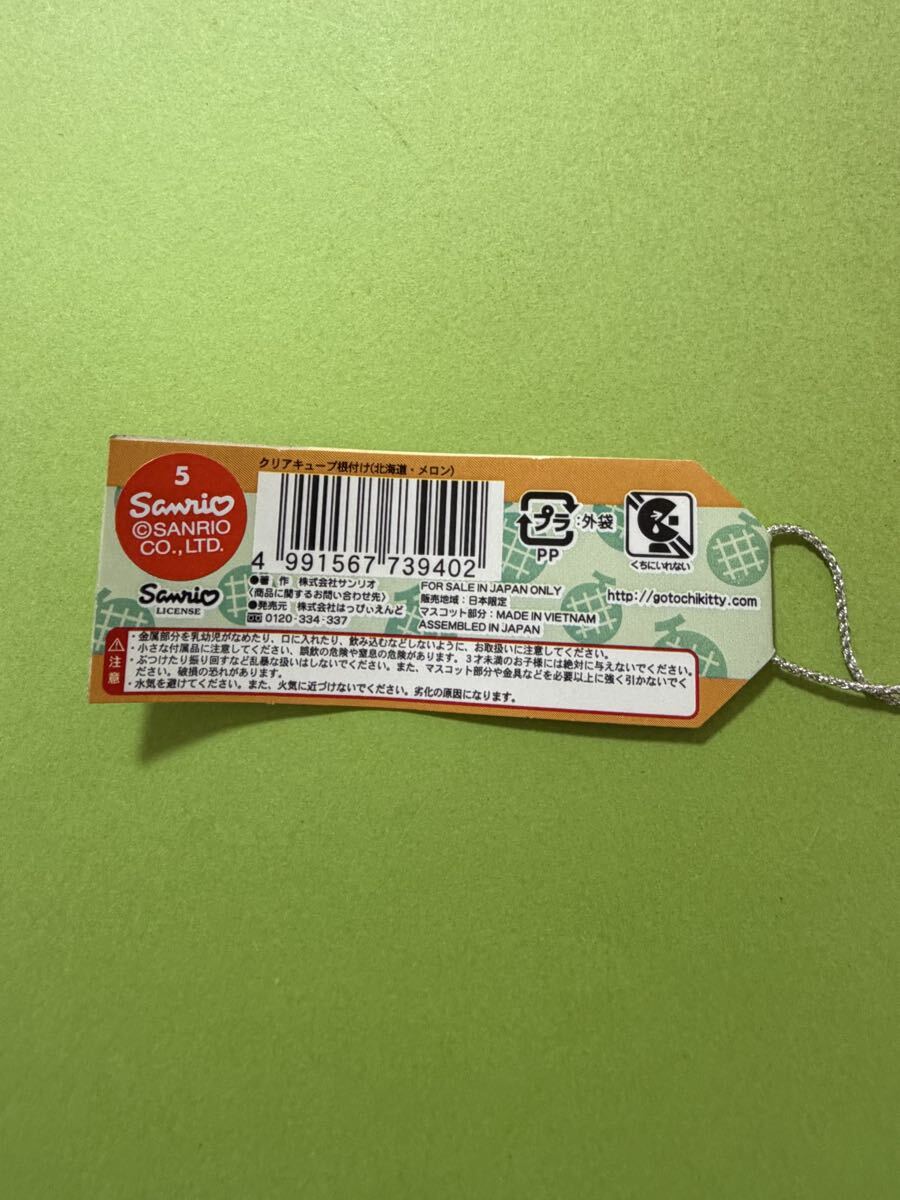 5
Sanrio
©SANRIO
CO.,LTD.
Sanrio
LICENSE
クリアキューブ根付け(北海道・メロン)
4 991567 739402
●著 作 株式会社サンリオ
〈商品に関するお問い合わせ先〉
●発売元 株式会社はっぴぃえんど
0120-334-337
FOR SALE IN JAPAN ONLY
販売地域：日本限定
マスコット部分：MADE IN VIETNAM
ASSEMBLED IN JAPAN
プラ
:外袋
PP
くちにいれない
http://gotochikitty.com
注意
・金属部分を乳幼児がなめたり、口に入れたり、飲み込むなどしないように、お取扱いに注意してください。
・小さな付属品に注意してください、誤飲の危険や窒息の危険があります。3才未満のお子様には絶対に与えないでください。
・ぶつけたり振り回すなど乱暴な扱いはしないでください。また、マスコット部分や金具などを必要以上に強く引かないでく
ださい。破損の恐れがあります。
・水気を避けてください。また、火気に近づけないでください。劣化の原因になります。